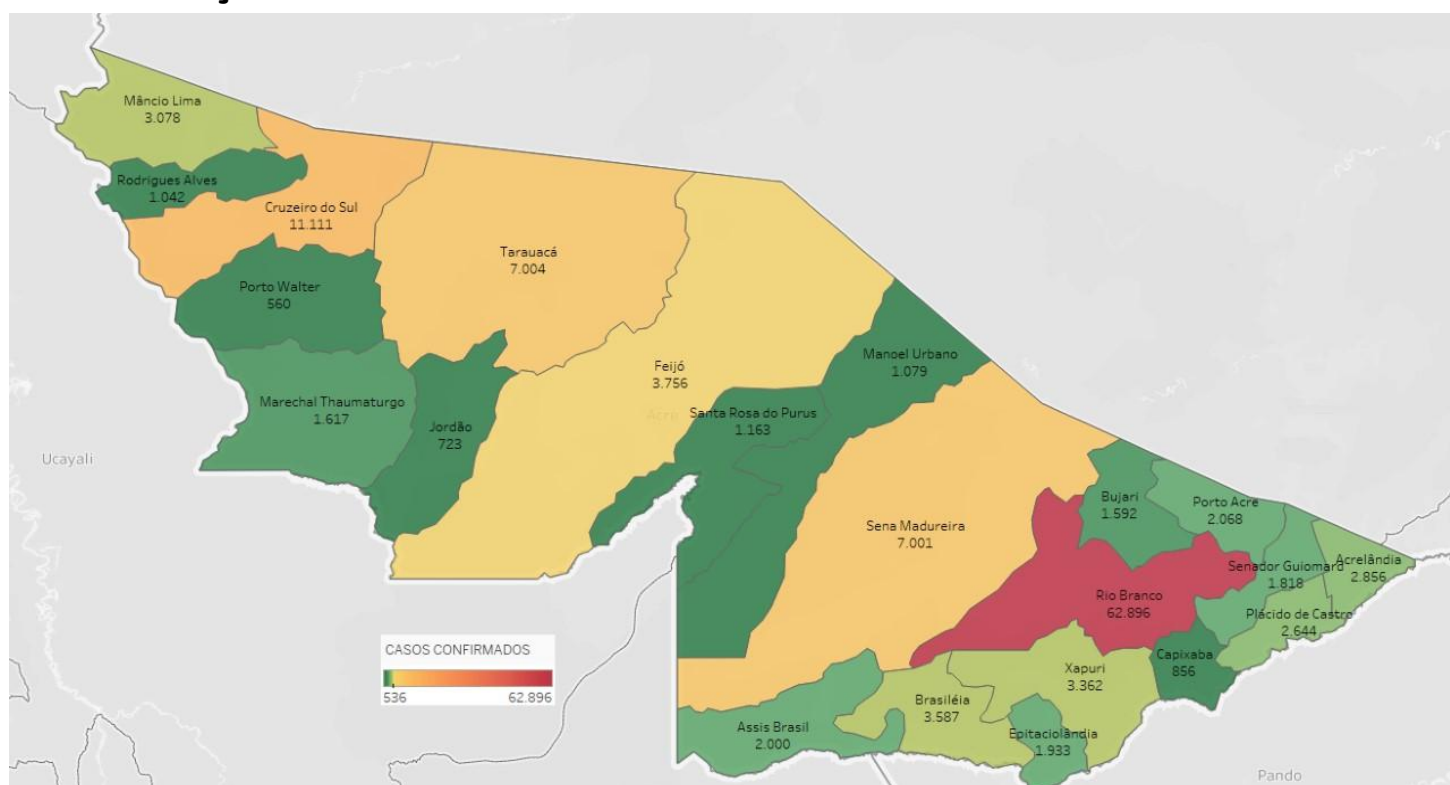 Mâncio Lima
3.078
Rodrigues Alves
1.042
Cruzeiro do Sul
11.111
Tarauacá
7.004
Porto Walter
560
Feijó
3.756
Manoel Urbano
1.079
Marechal Thaumaturgo
1.617
Jordão
723
Acre
Santa Rosa do Purus
1.163
Ucayali
Sena Madureira
7.001
Bujari
1.592
Porto Acre
2.068
Senador Guiomard
1.818
Acrelândia
2.856
Rio Branco
62.896
Plácido de Castro
2.644
CASOS CONFIRMADOS
536
62.896
Capixaba
856
Xapuri
3.362
Brasiléia
3.587
Assis Brasil
2.000
Epitaciolândia
1.933
Pando